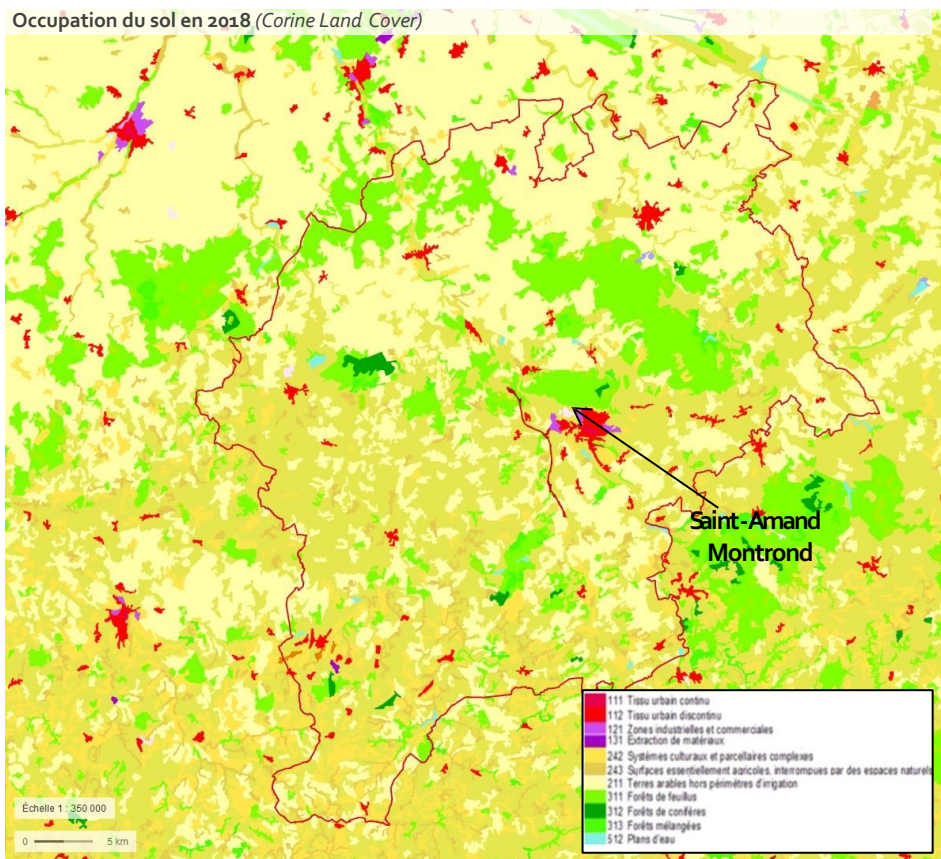 Occupation du sol en 2018 (Corine Land Cover)
Saint-Amand
Montrond
111 Tissu urbain continu
112 Tissu urbain discontinu
121 Zones industrielles et commerciales
131 Extraction de matériaux
242 Systèmes culturaux et parcellaires complexes
243 Surfaces essentiellement agricoles, interrompues par des espaces naturels
211 Terres arables hors périmètres d'irrigation
311 Forêts de feuillus
312 Forêts de conifères
313 Forêts mélangées
512 Plans d'eau
Échelle 1 : 350 000
0 5 km